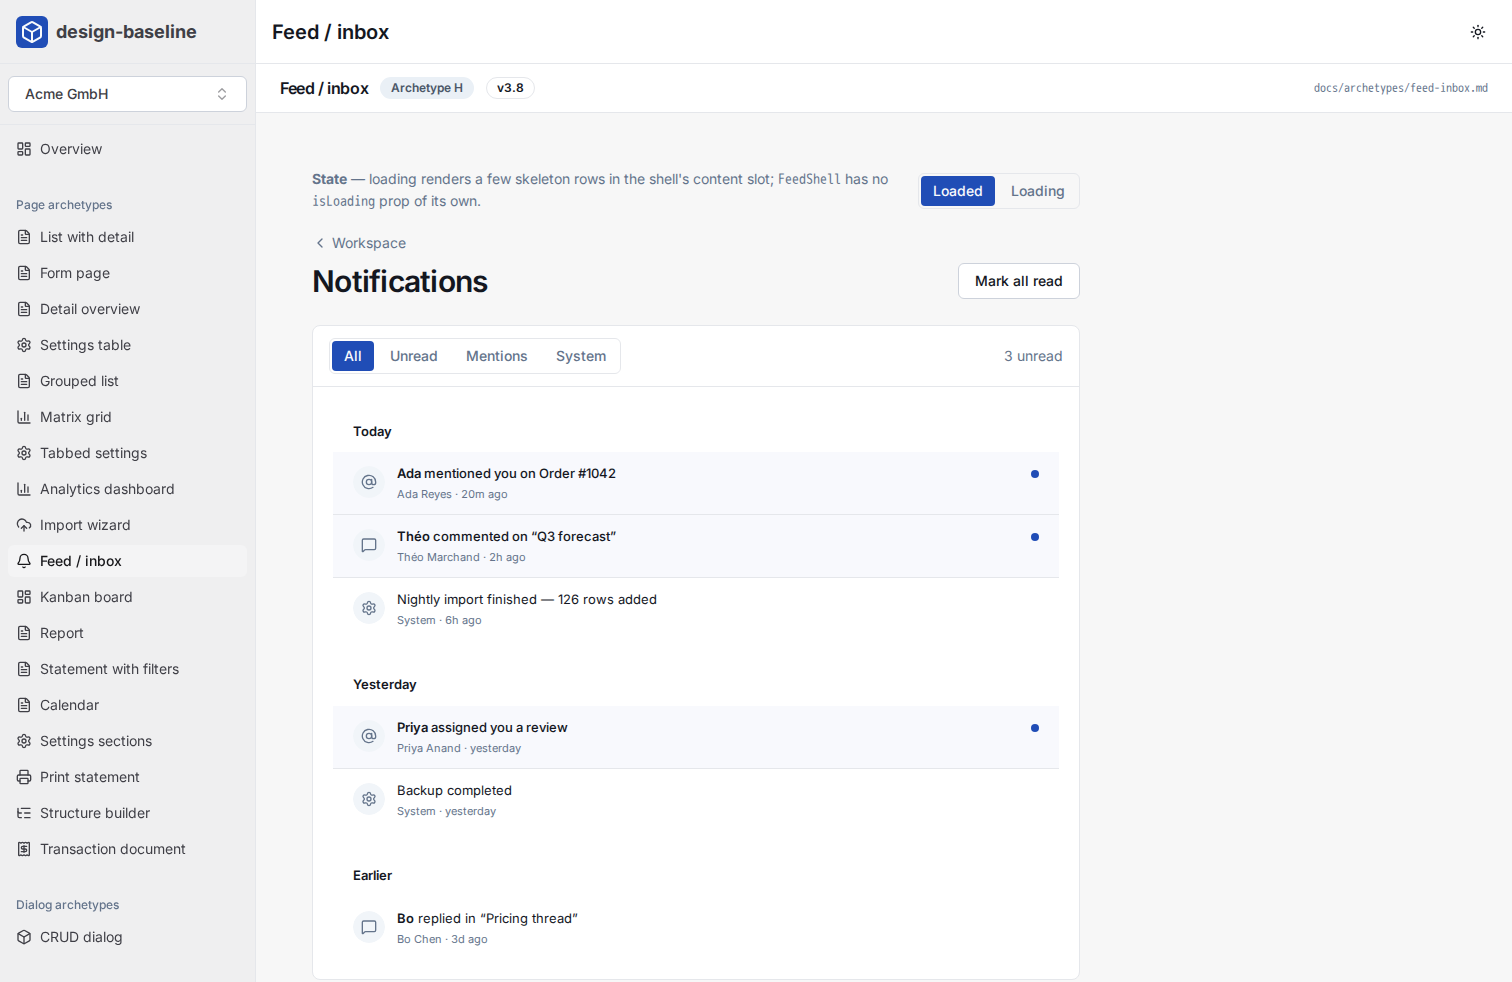 design-baseline
Acme GmbH
Overview
Page archetypes
List with detail
Form page
Detail overview
Settings table
Grouped list
Matrix grid
Tabbed settings
Analytics dashboard
Import wizard
Feed / inbox
Kanban board
Report
Statement with filters
Calendar
Settings sections
Print statement
Structure builder
Transaction document
Dialog archetypes
CRUD dialog
Feed / inbox
Feed / inbox Archetype H v3.8 docs/archetypes/feed-inbox.md
State — loading renders a few skeleton rows in the shell's content slot; FeedShell has no
isLoading prop of its own.
Loaded Loading
Workspace
Notifications
Mark all read
All Unread Mentions System
3 unread
Today
Ada mentioned you on Order #1042
Ada Reyes · 20m ago
Théo commented on “Q3 forecast”
Théo Marchand · 2h ago
Nightly import finished — 126 rows added
System · 6h ago
Yesterday
Priya assigned you a review
Priya Anand · yesterday
Backup completed
System · yesterday
Earlier
Bo replied in “Pricing thread”
Bo Chen · 3d ago